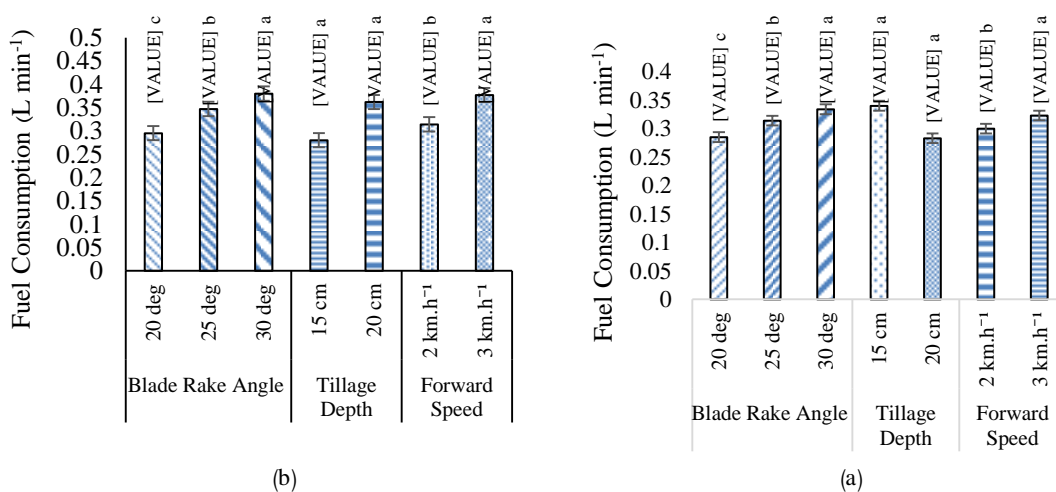 [VALUE] c
[VALUE] b
[VALUE] a
[VALUE] a
[VALUE] a
[VALUE] b
[VALUE] a
Fuel Consumption (L min-1)
0.5
0.45
0.4
0.35
0.3
0.25
0.2
0.15
0.1
0.05
0
20 deg
25 deg
30 deg
15 cm
20 cm
2 km.h⁻¹
3 km.h⁻¹
Blade Rake Angle
Tillage
Depth
Forward
Speed
(b)
[VALUE] c
[VALUE] b
[VALUE] a
[VALUE] a
[VALUE] a
[VALUE] b
[VALUE] a
Fuel Consumption (L min-1)
0.4
0.35
0.3
0.25
0.2
0.15
0.1
0.05
0
20 deg
25 deg
30 deg
15 cm
20 cm
2 km.h⁻¹
3 km.h⁻¹
Blade Rake Angle
Tillage
Depth
Forward
Speed
(a)